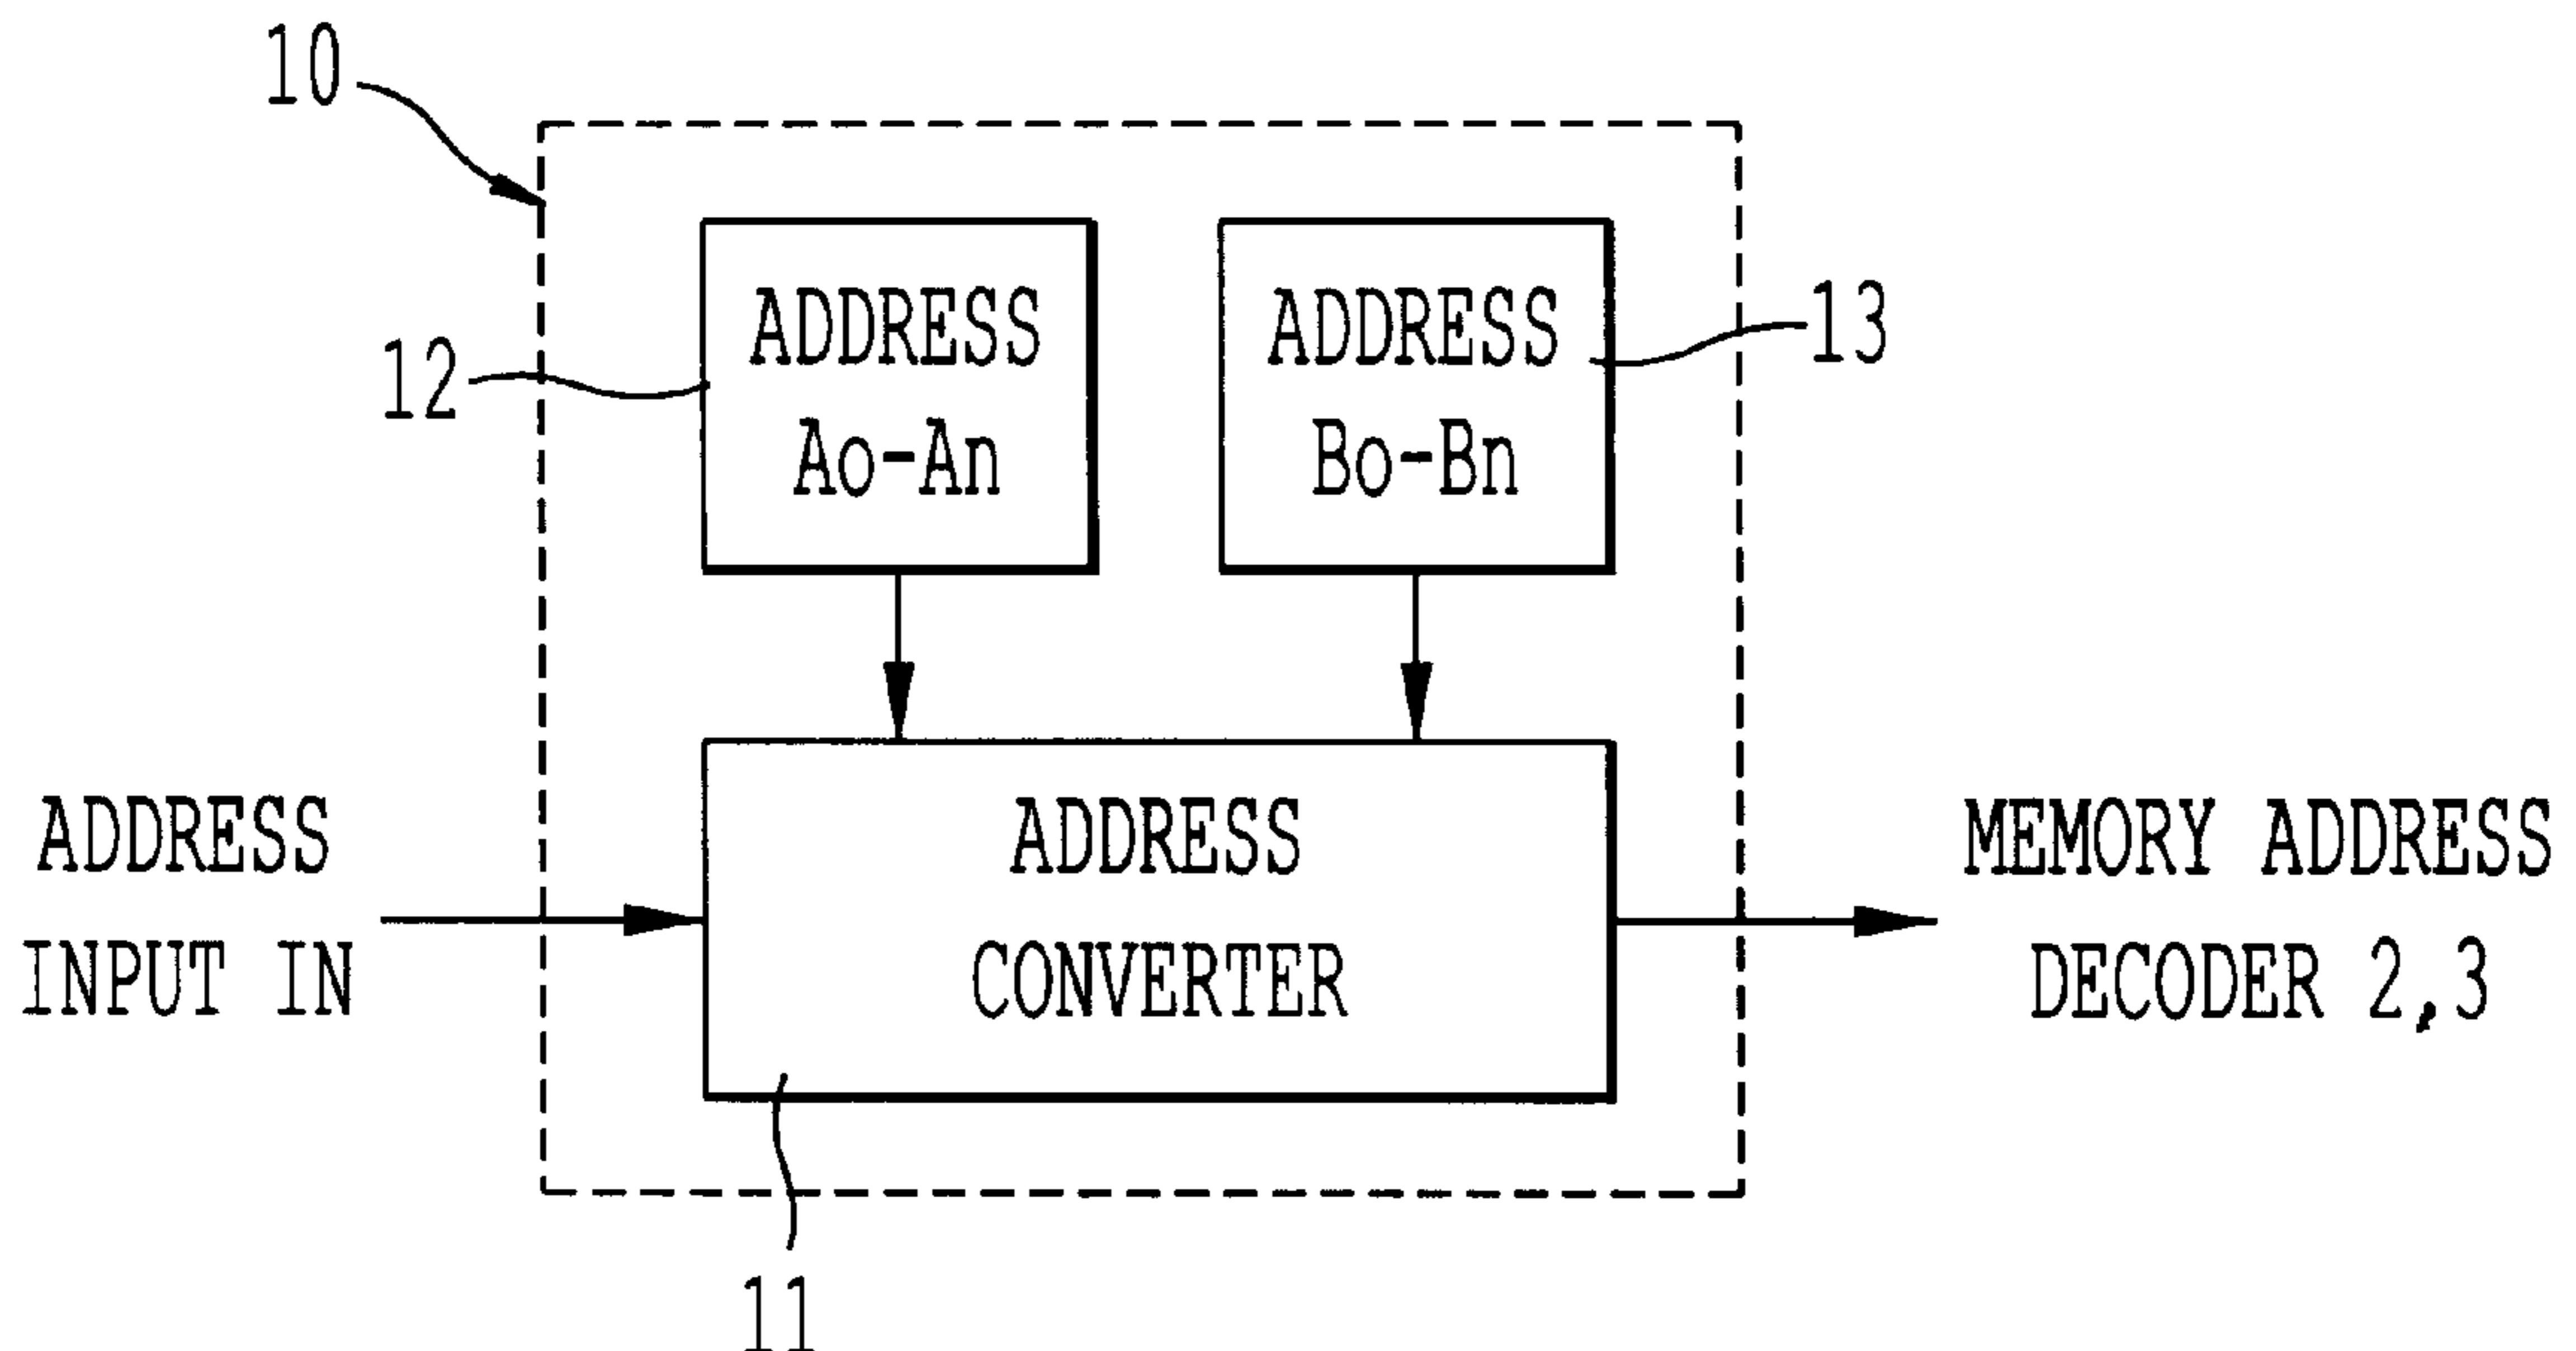 10
ADDRESS
Ao-An
12
ADDRESS
Bo-Bn
13
ADDRESS
INPUT IN
ADDRESS
CONVERTER
MEMORY ADDRESS
DECODER 2,3
11